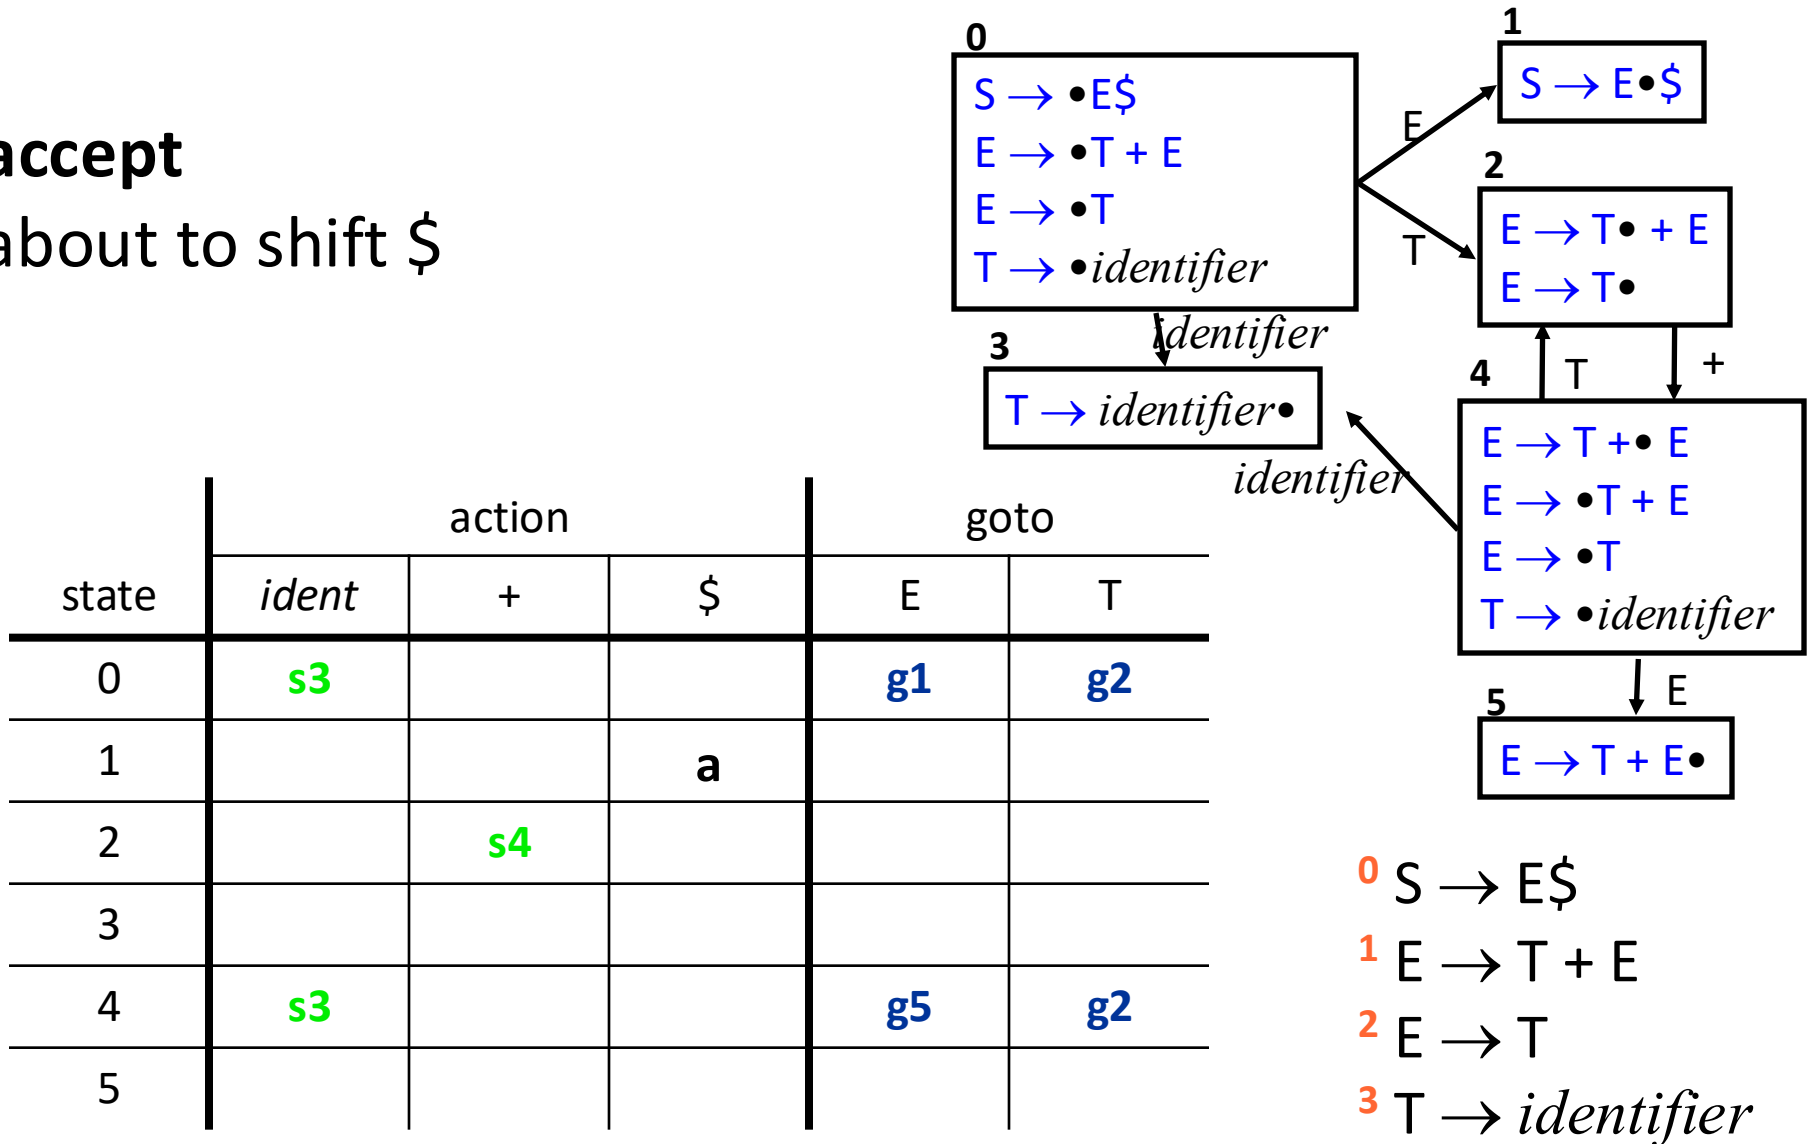 accept
about to shift $
0
S → •E$
E → •T + E
E → •T
T → •identifier
1
S → E•$
E
T
2
E → T• + E
E → T•
identifier
3
T → identifier•
T
+
4
E → T +• E
E → •T + E
E → •T
T → •identifier
identifier
E
5
E → T + E•
action goto
state ident + $ E T
0 s3 g1 g2
1 a
2 s4
3
4 s3 g5 g2
5
0 S → E$
1 E → T + E
2 E → T
3 T → identifier